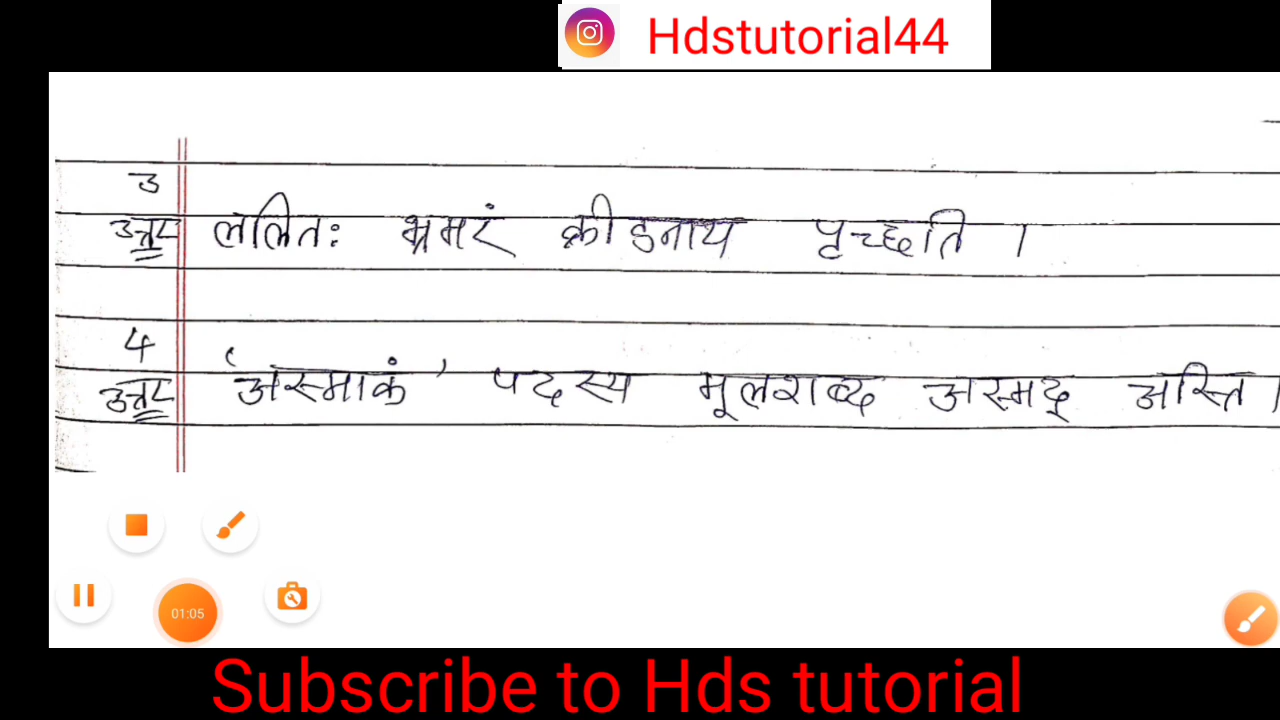 Hdstutorial44
3
उत्तर ललितः भ्रमरं क्रीडनाय पृच्छति ।
4
उत्तर ‘अस्माकं’ पदस्य मूलशब्द अस्मद् अस्ति ।
01:05
Subscribe to Hds tutorial